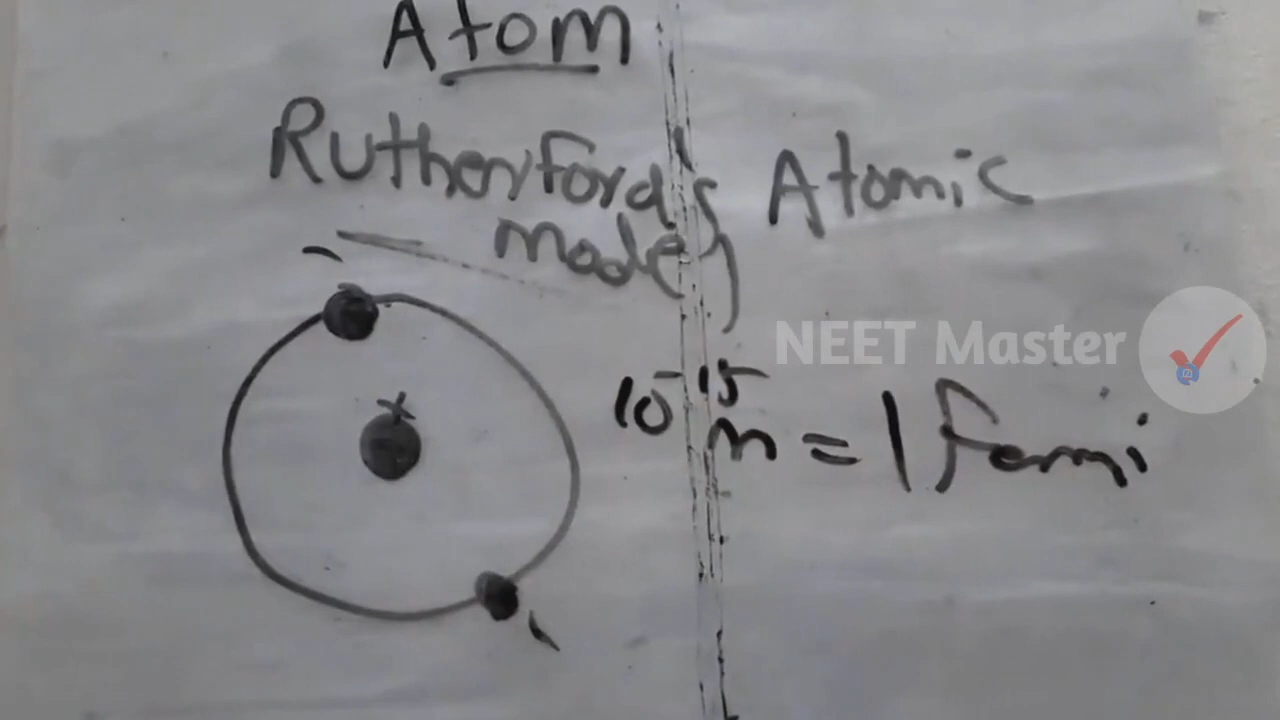 Atom
Rutherford's Atomic
model
NEET Master
10⁻¹⁵ m = 1 fermi